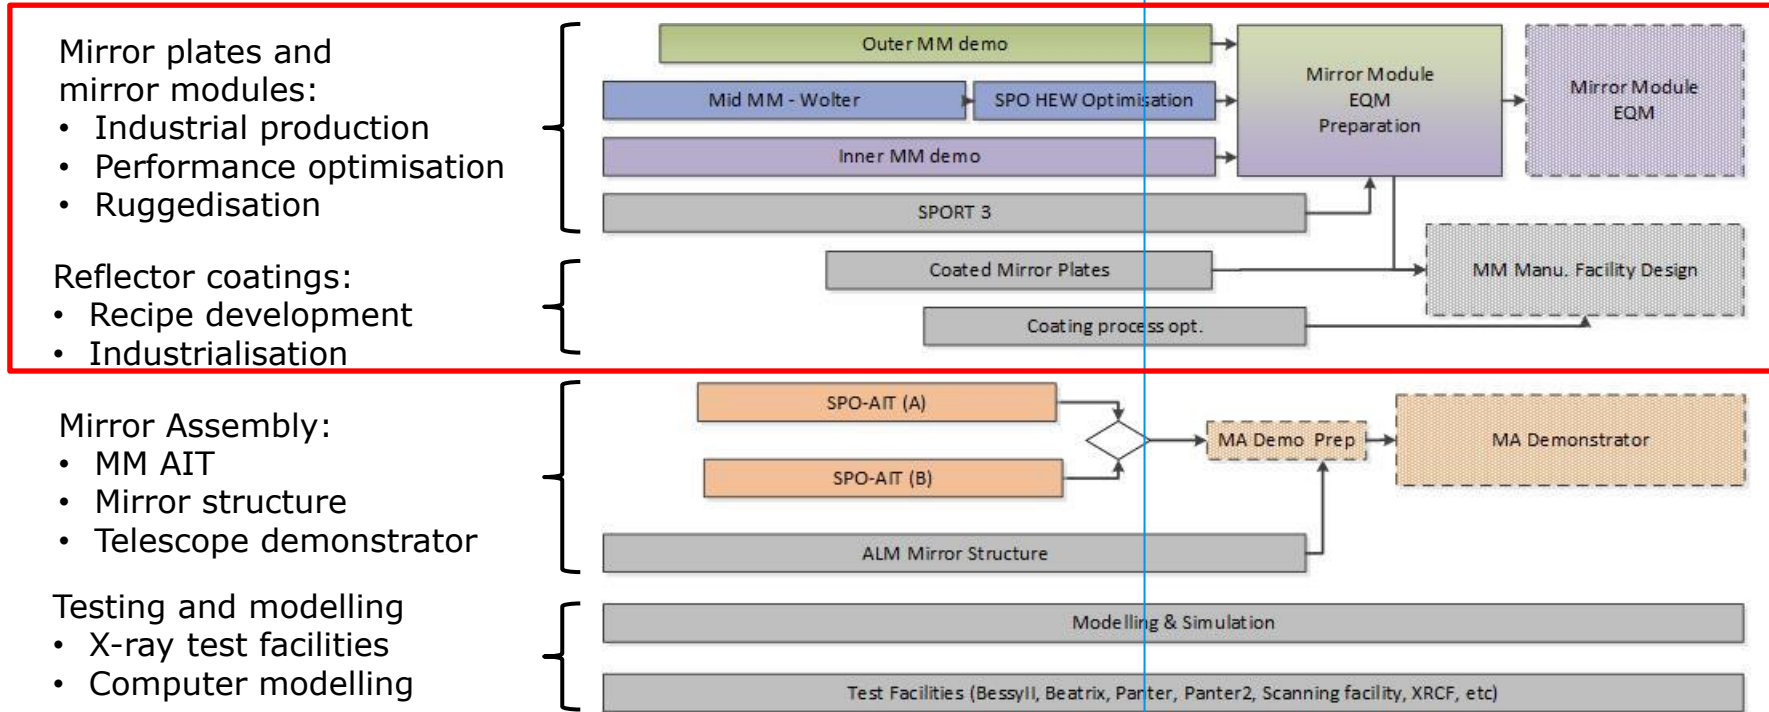 Mirror plates and
mirror modules:
• Industrial production
• Performance optimisation
• Ruggedisation
Reflector coatings:
• Recipe development
• Industrialisation
Mirror Assembly:
• MM AIT
• Mirror structure
• Telescope demonstrator
Testing and modelling
• X-ray test facilities
• Computer modelling
Outer MM demo
Mid MM - Wolter
SPO HEW Optimisation
Inner MM demo
SPORT 3
Mirror Module
EQM
Preparation
Mirror Module
EQM
Coated Mirror Plates
Coating process opt.
MM Manu. Facility Design
SPO-AIT (A)
SPO-AIT (B)
MA Demo Prep
MA Demonstrator
ALM Mirror Structure
Modelling & Simulation
Test Facilities (BessyII, Beatrix, Panter, Panter2, Scanning facility, XRCF, etc)